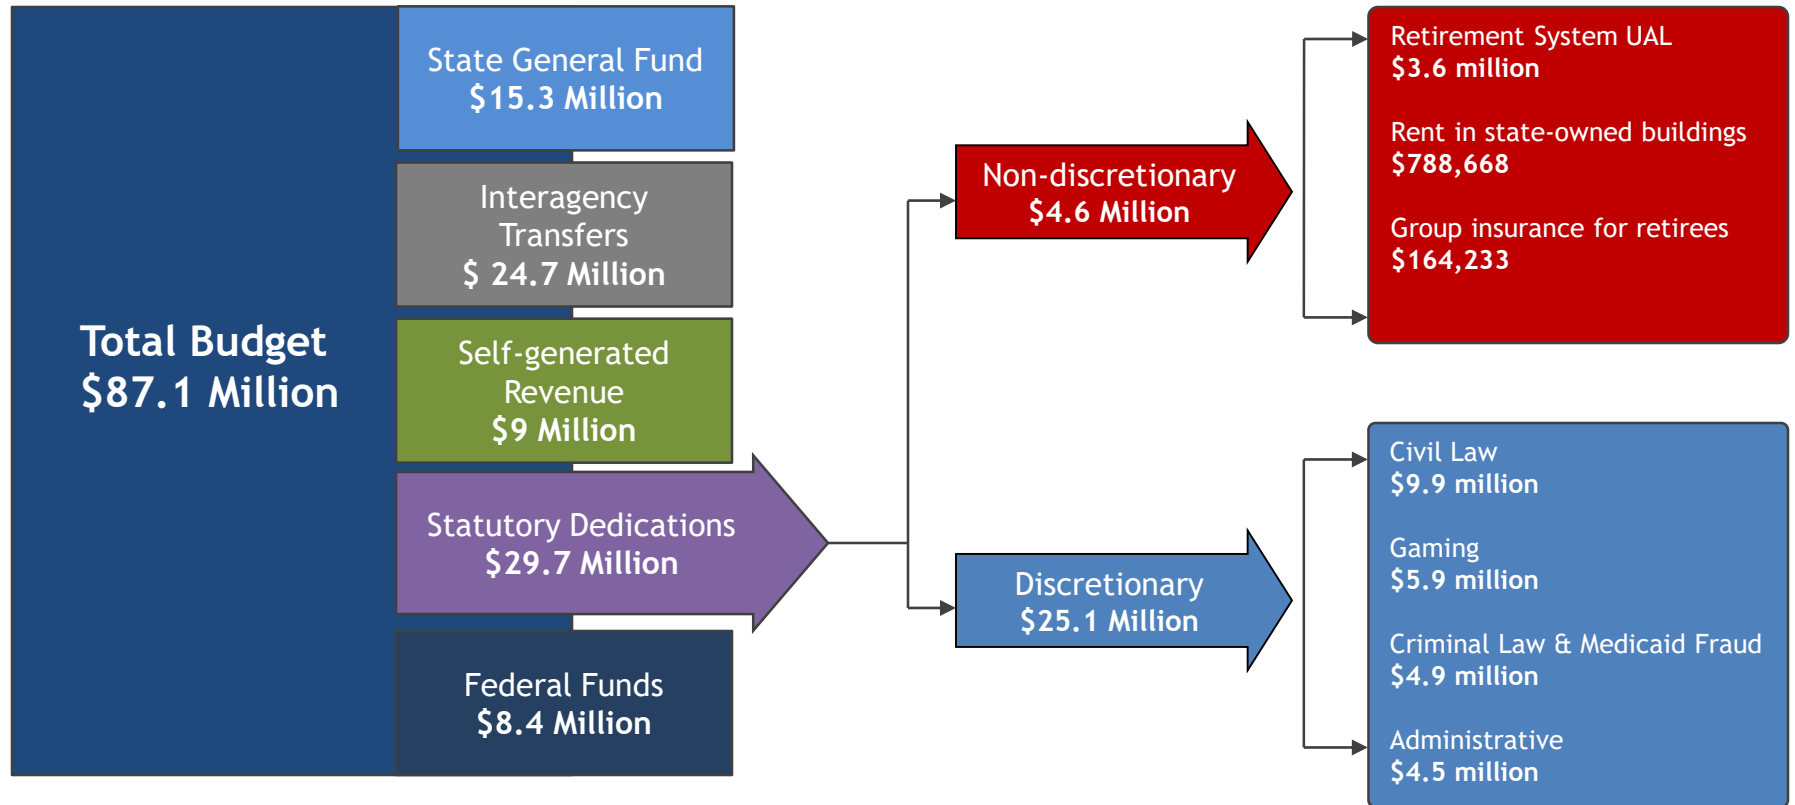 Total Budget
$87.1 Million
State General Fund
$15.3 Million
Interagency
Transfers
$ 24.7 Million
Self-generated
Revenue
$9 Million
Statutory Dedications
$29.7 Million
Federal Funds
$8.4 Million
Non-discretionary
$4.6 Million
Discretionary
$25.1 Million
Retirement System UAL
$3.6 million
Rent in state-owned buildings
$788,668
Group insurance for retirees
$164,233
Civil Law
$9.9 million
Gaming
$5.9 million
Criminal Law & Medicaid Fraud
$4.9 million
Administrative
$4.5 million